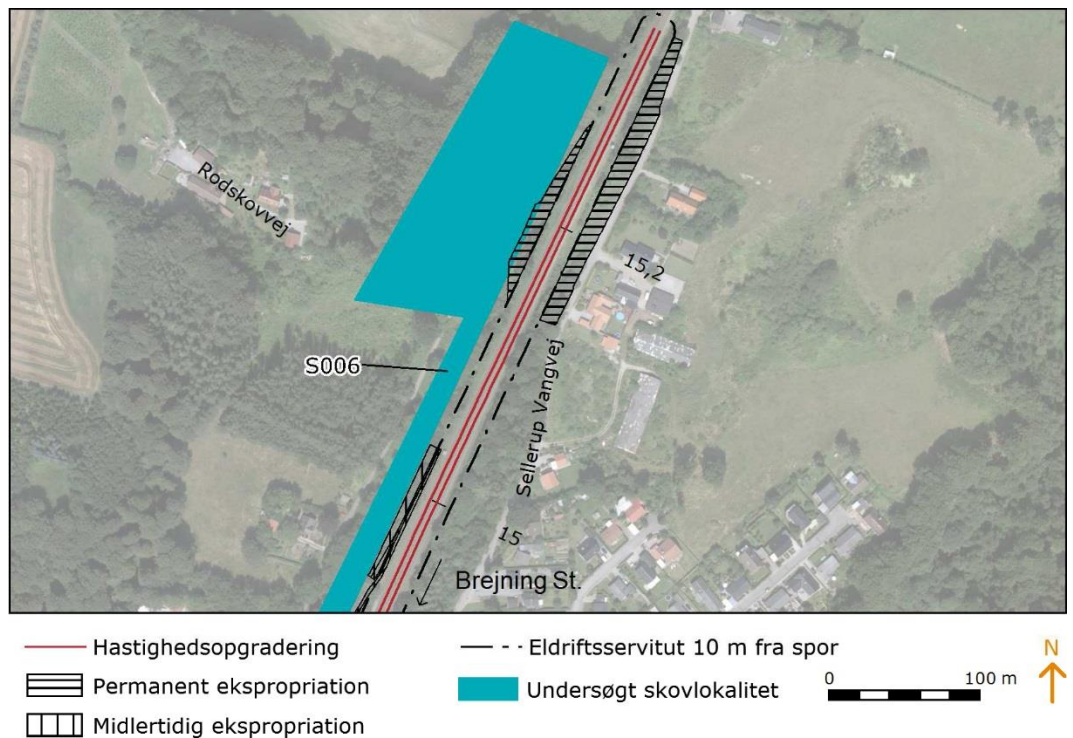 Rodskovvej
15,2
S006
Sellerup Vangvej
15
Brejning St.
Hastighedsopgradering
Permanent ekspropriation
Midlertidig ekspropriation
Eldriftsservitut 10 m fra spor
Undersøgt skovlokalitet
0 100 m
N